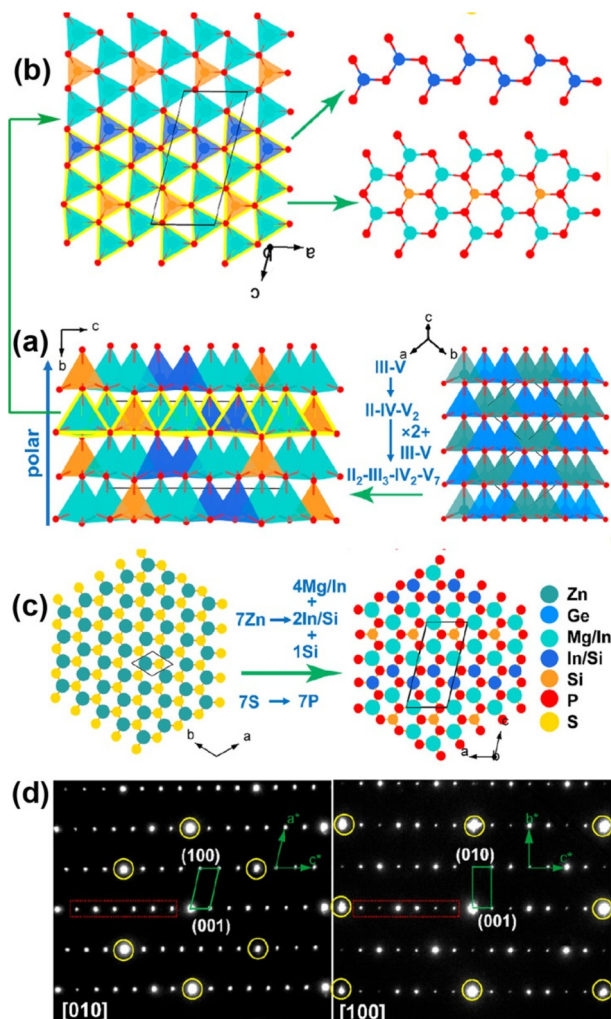 (b)
a
b
c
(a)
c
b
polar
III-V
II-IV-V₂
×2+
III-V
II₂-III₃-IV₂-V₇
c
a
b
(c)
7Zn
4Mg/In
+
2In/Si
+
1Si
7S → 7P
b
a
c
a
b
Zn
Ge
Mg/In
In/Si
Si
P
S
(d)
a*
c*
(100)
(001)
[010]
b*
c*
(010)
(001)
[100]